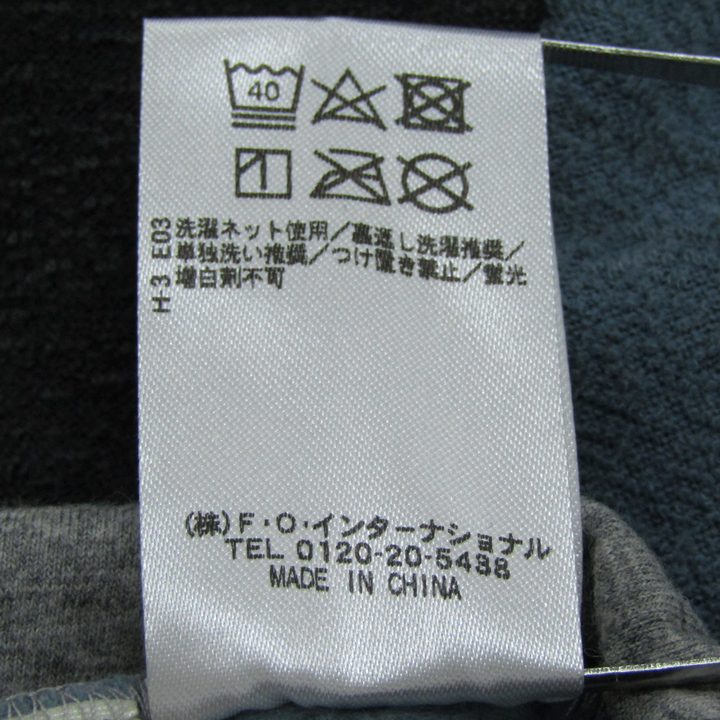 40
H-3 E03
洗濯ネット使用/裏返し洗濯推奨/
単独洗い推奨/つけ置き禁止/蛍光
増白剤不可
(株)F・O・インターナショナル
TEL 0120-20-5438
MADE IN CHINA